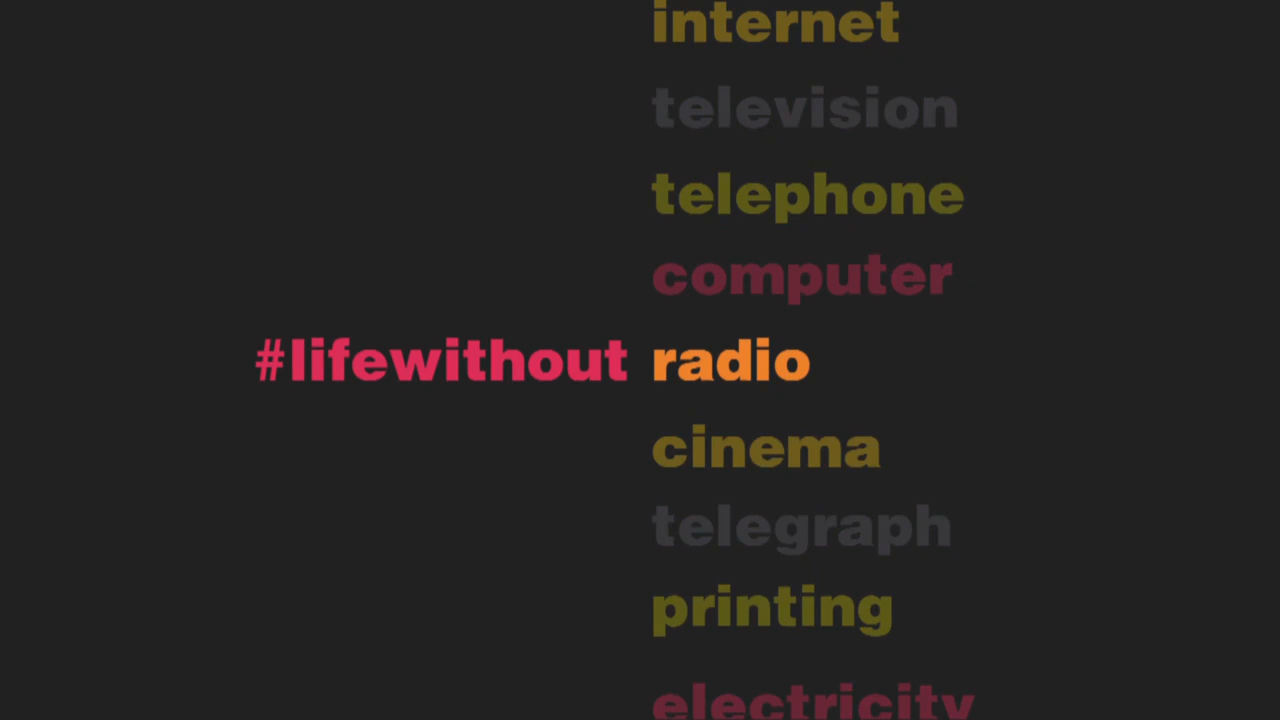 internet
television
telephone
computer
#lifewithout radio
cinema
telegraph
printing
electricity